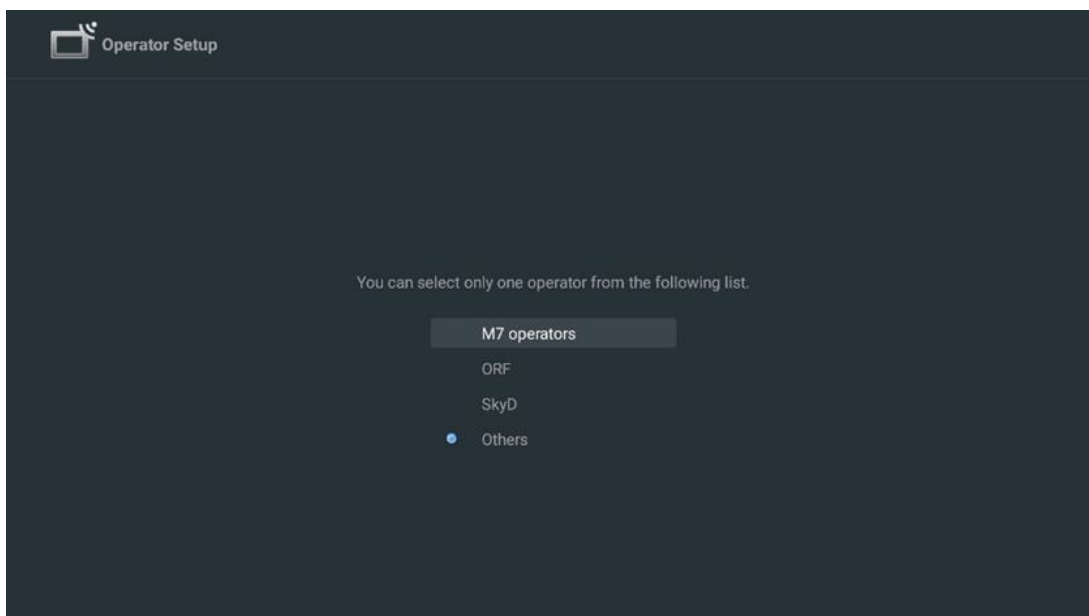 Operator Setup
You can select only one operator from the following list.
M7 operators
ORF
SkyD
Others